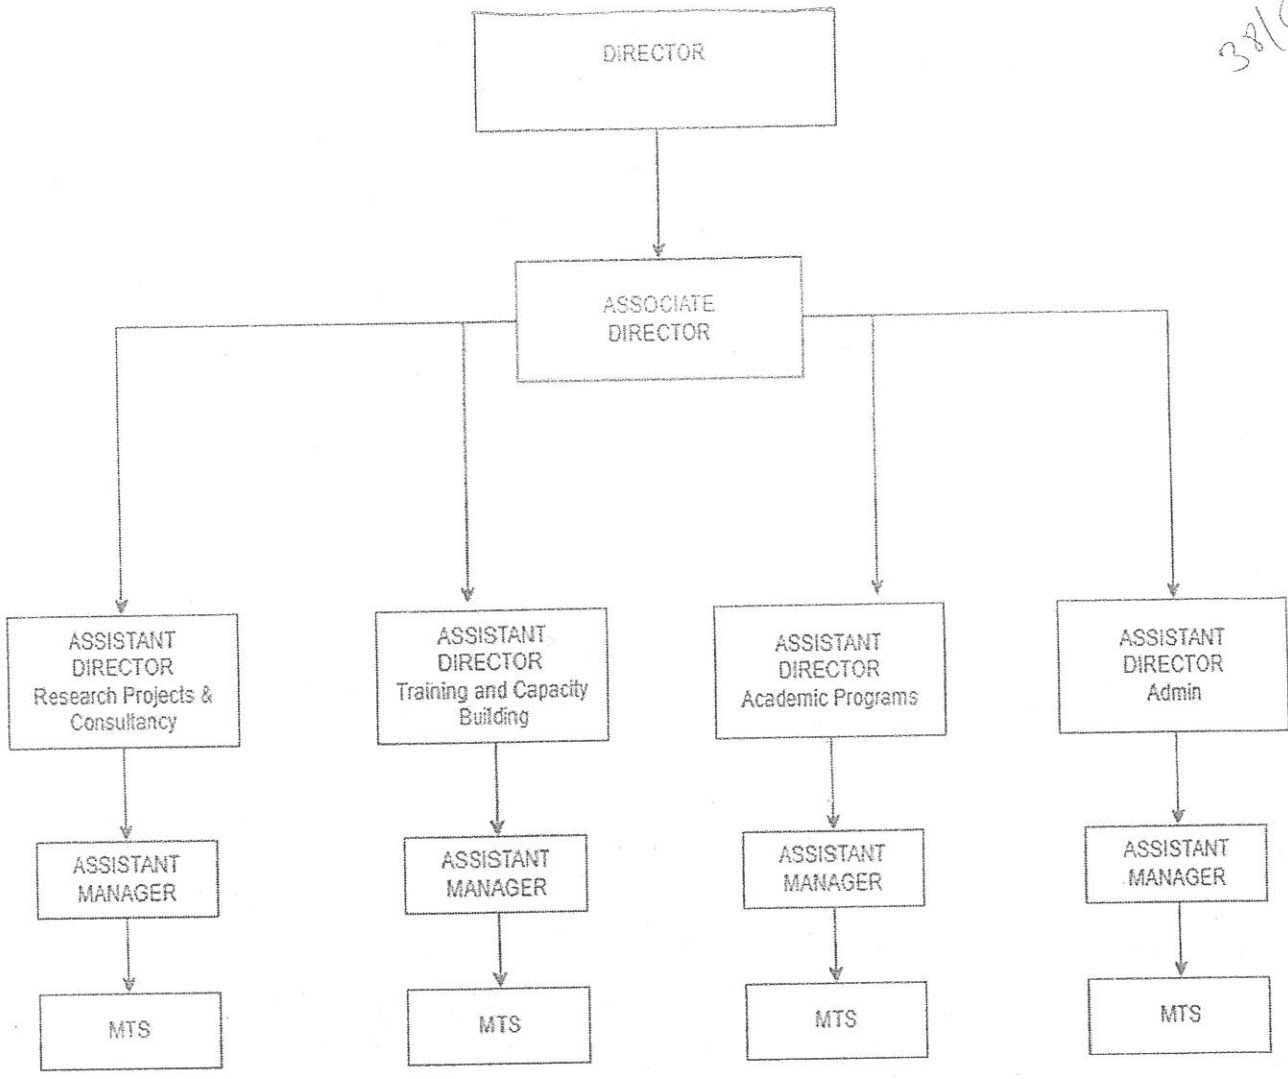 DIRECTOR
ASSOCIATE
DIRECTOR
ASSISTANT
DIRECTOR
Research Projects &
Consultancy
ASSISTANT
DIRECTOR
Training and Capacity
Building
ASSISTANT
DIRECTOR
Academic Programs
ASSISTANT
DIRECTOR
Admin
ASSISTANT
MANAGER
ASSISTANT
MANAGER
ASSISTANT
MANAGER
ASSISTANT
MANAGER
MTS
MTS
MTS
MTS